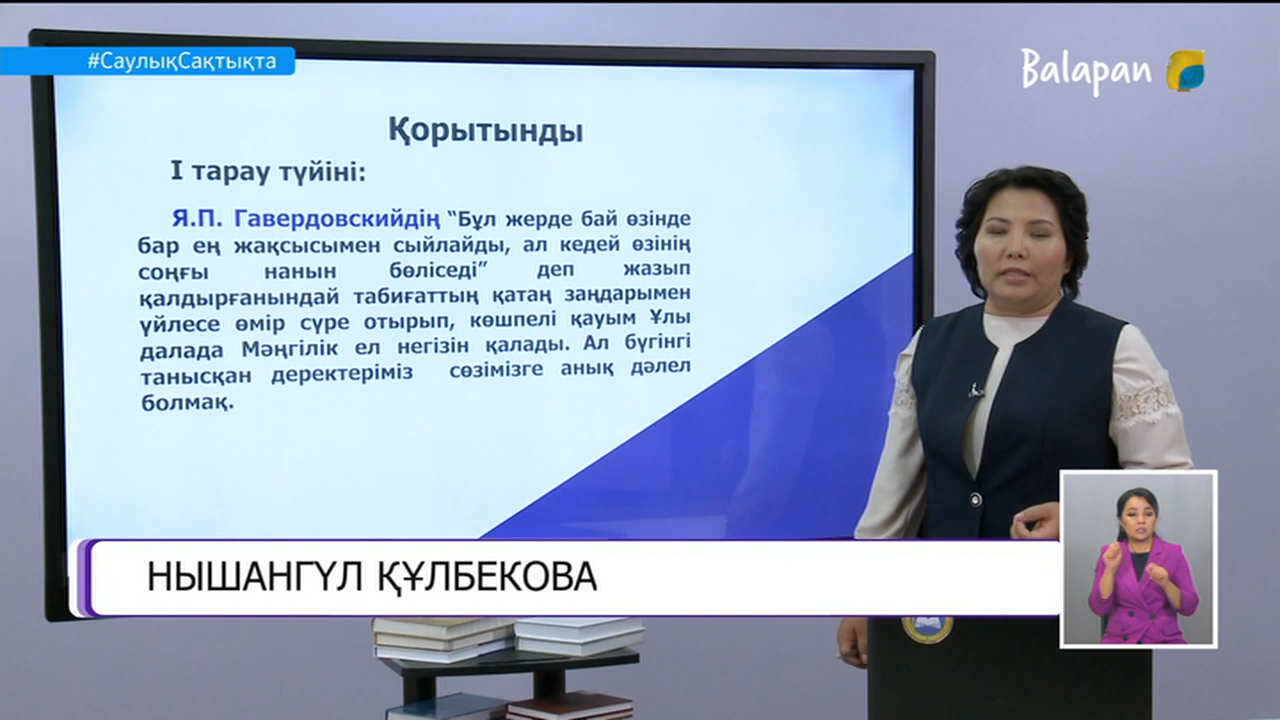 #СаулықСақтықта
Balapan
Қорытынды
І тарау түйіні:
Я.П. Гавердовскийдің “Бұл жерде бай өзінде
бар ең жақсысымен сыйлайды, ал кедей өзінің
соңғы нанын бөліседі” деп жазып
қалдырғанындай табиғаттың қатаң заңдарымен
үйлесе өмір сүре отырып, көшпелі қауым Ұлы
далада Мәңгілік ел негізін қалады. Ал бүгінгі
танысқан деректеріміз сөзімізге анық дәлел
болмақ.
НЫШАНГҮЛ ҚҰЛБЕКОВА